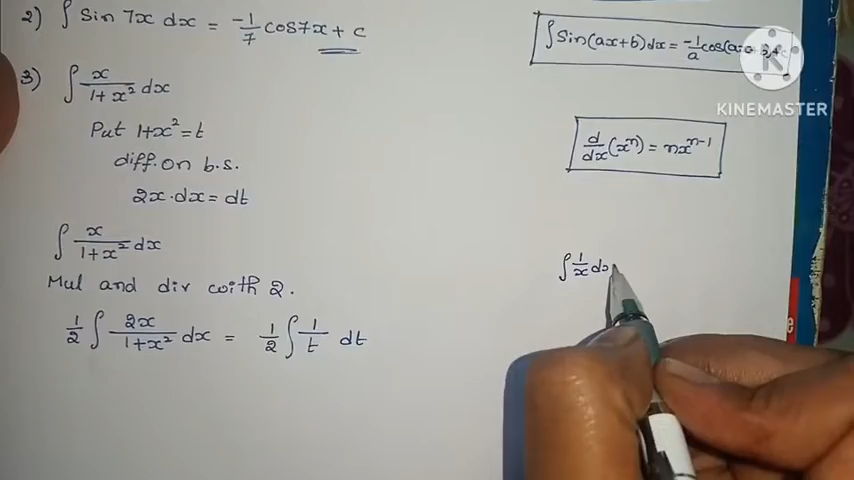 2) ∫ Sin 7x dx = -1/7 cos7x + c
∫Sin(ax+b)dx = -1/a cos(ax
KINEMASTER
3) ∫ x/1+x² dx
Put 1+x² = t
diff. on b.s.
2x·dx = dt
d/dx (xⁿ) = nxⁿ⁻¹
∫ x/1+x² dx
∫ 1/x dx
Mul and div with 2.
1/2 ∫ 2x/1+x² dx = 1/2 ∫ 1/t dt